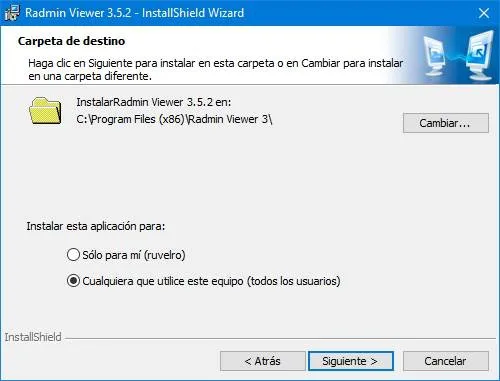 Radmin Viewer 3.5.2 - InstallShield Wizard
Carpeta de destino
Haga clic en Siguiente para instalar en esta carpeta o en Cambiar para instalar
en una carpeta diferente.
InstalarRadmin Viewer 3.5.2 en:
C:\Program Files (x86)\Radmin Viewer 3\
Cambiar...
Instalar esta aplicación para:
Sólo para mí (ruvelro)
Cualquiera que utilice este equipo (todos los usuarios)
InstallShield
< Atrás
Siguiente >
Cancelar